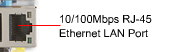 10/100Mbps RJ-45
Ethernet LAN Port